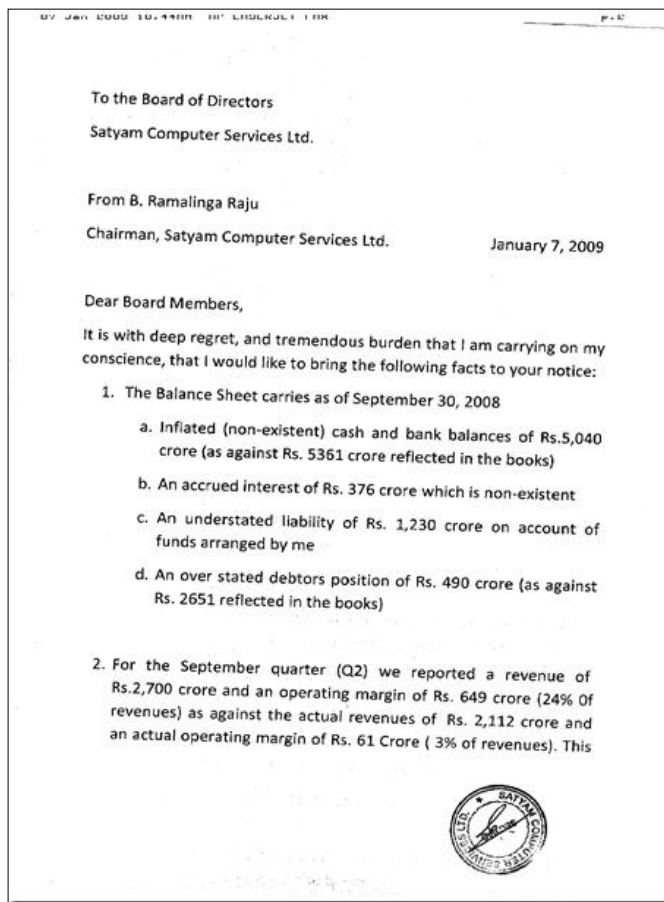 To the Board of Directors
Satyam Computer Services Ltd.
From B. Ramalinga Raju
Chairman, Satyam Computer Services Ltd. January 7, 2009
Dear Board Members,
It is with deep regret, and tremendous burden that I am carrying on my
conscience, that I would like to bring the following facts to your notice:
1. The Balance Sheet carries as of September 30, 2008
a. Inflated (non-existent) cash and bank balances of Rs.5,040
crore (as against Rs. 5361 crore reflected in the books)
b. An accrued interest of Rs. 376 crore which is non-existent
c. An understated liability of Rs. 1,230 crore on account of
funds arranged by me
d. An over stated debtors position of Rs. 490 crore (as against
Rs. 2651 reflected in the books)
2. For the September quarter (Q2) we reported a revenue of
Rs.2,700 crore and an operating margin of Rs. 649 crore (24% 0f
revenues) as against the actual revenues of Rs. 2,112 crore and
an actual operating margin of Rs. 61 Crore ( 3% of revenues). This
SATYAM COMPUTER SERVICES LTD.